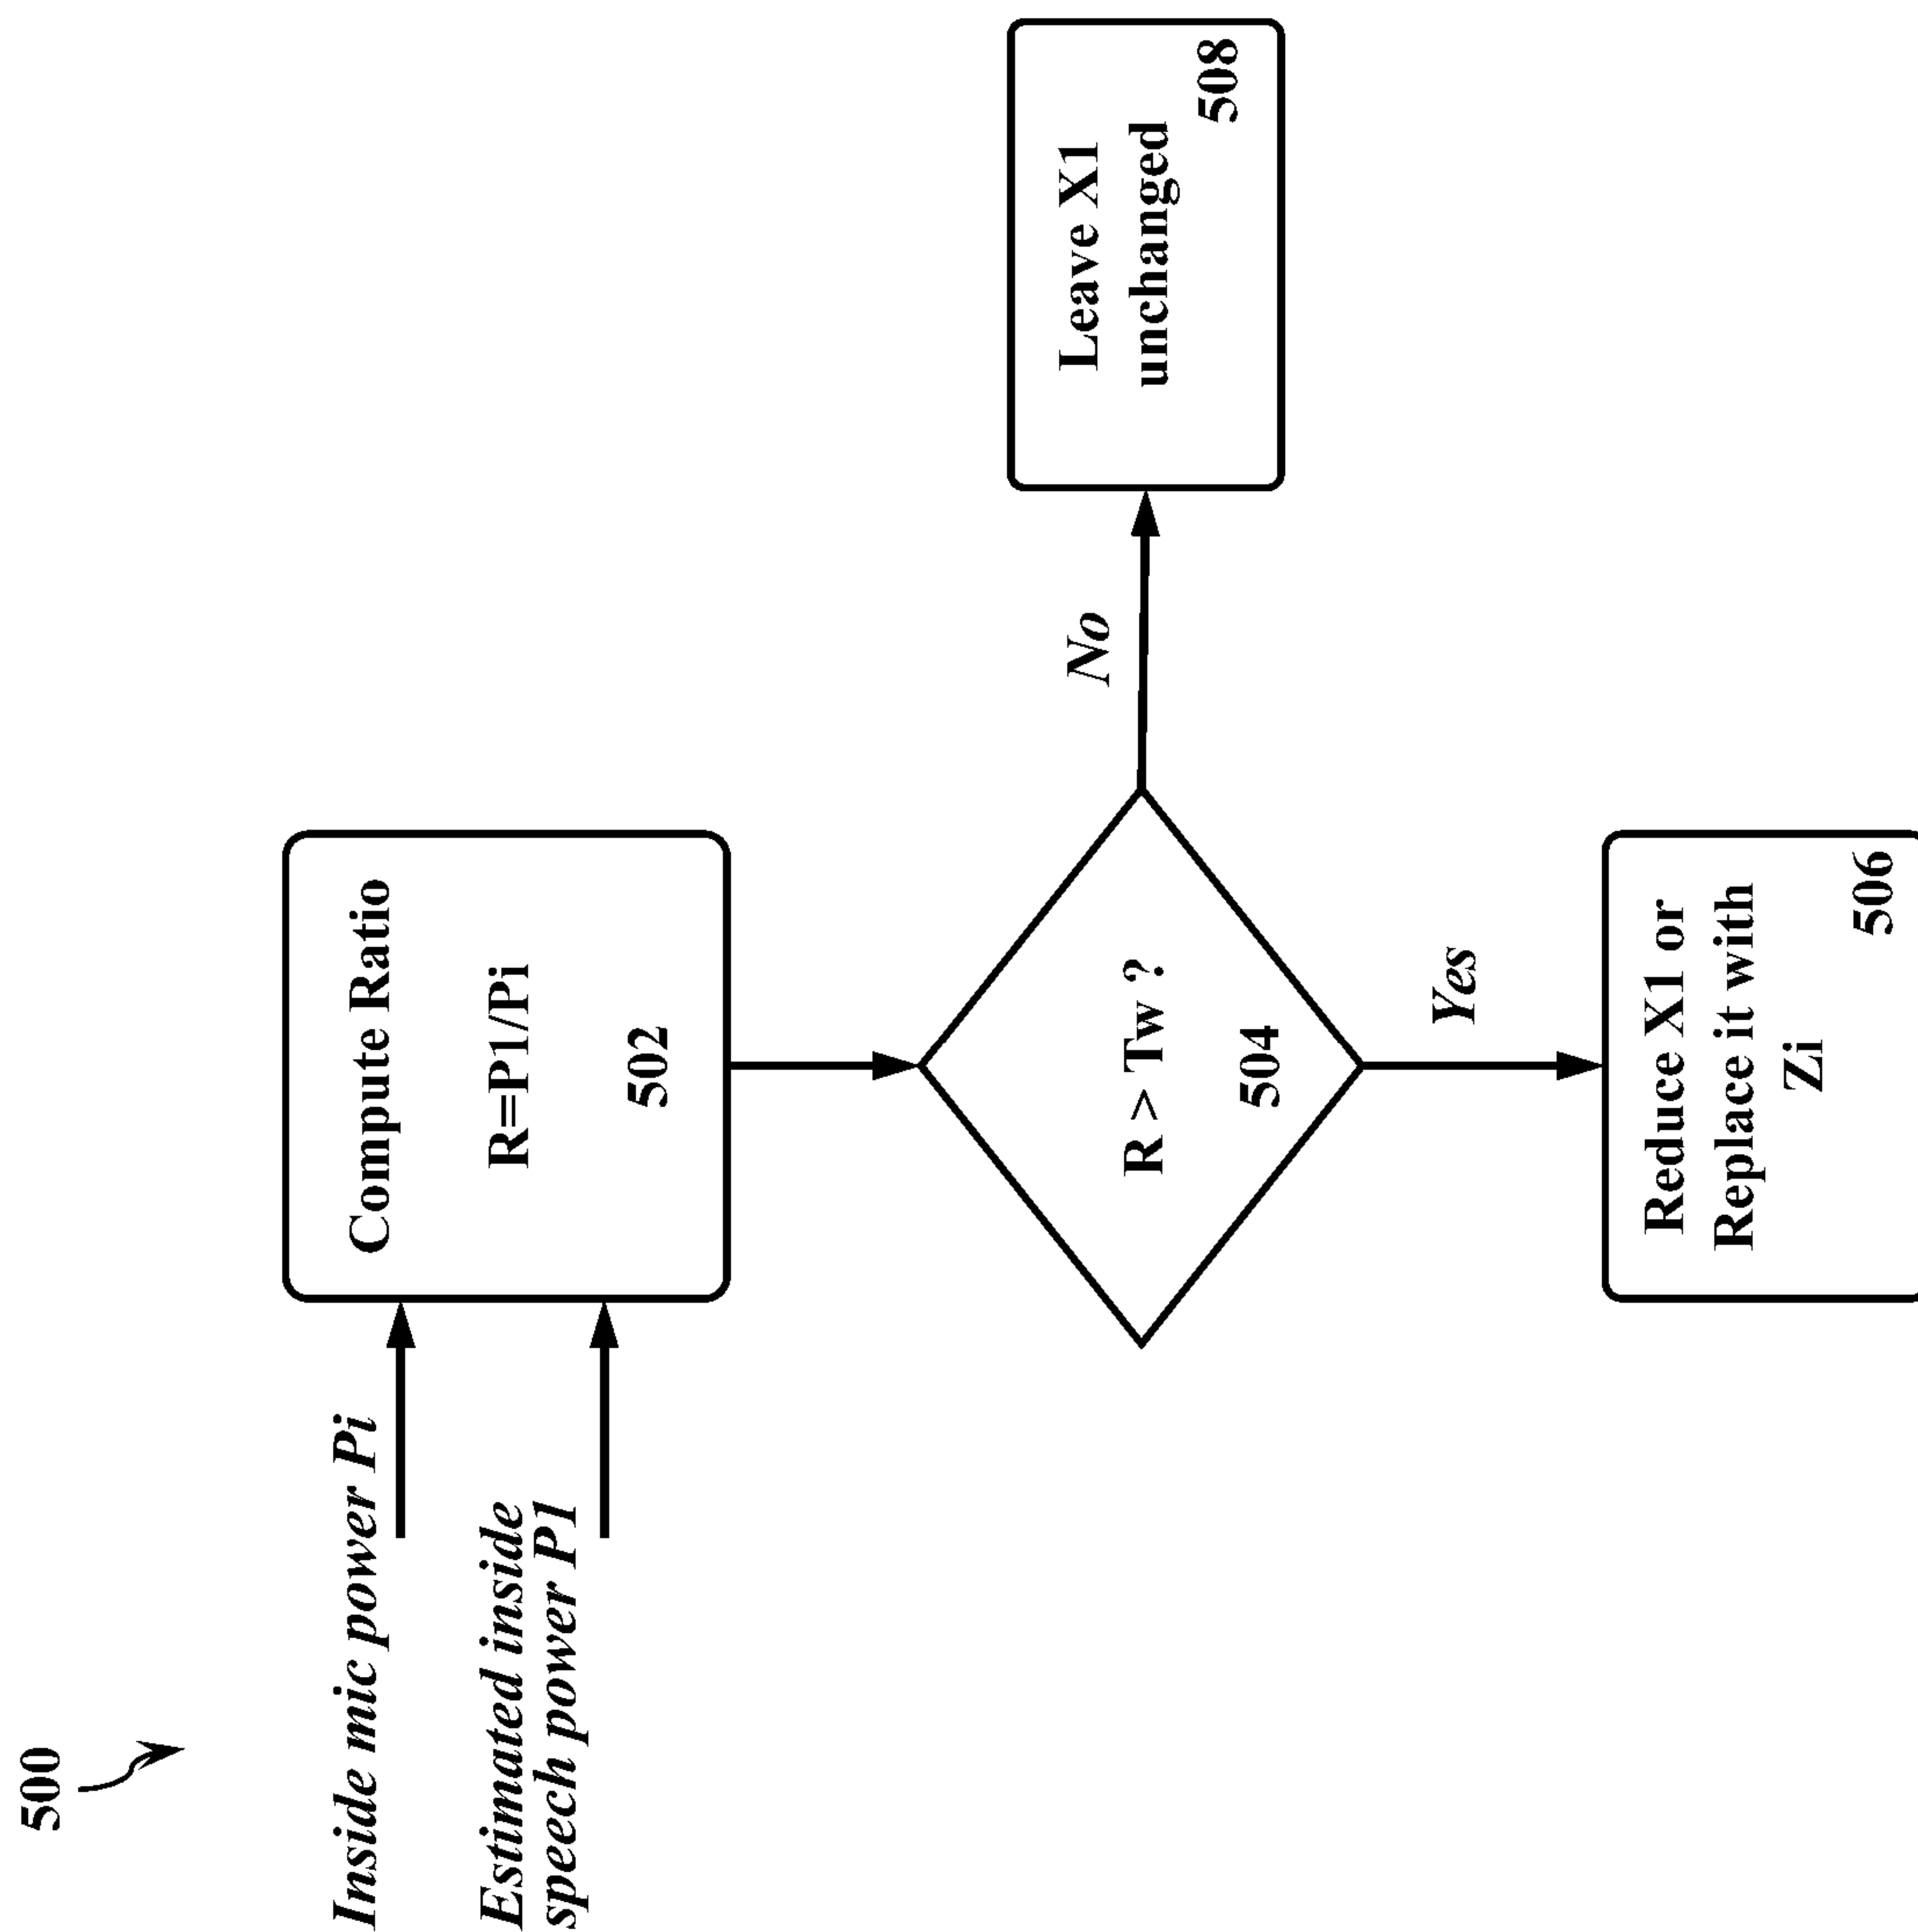 500
Inside mic power Pi
Estimated inside
speech power P1
Compute Ratio
R=P1/Pi
502
R > Tw ?
504
No
Leave X1
unchanged
508
Yes
Reduce X1 or
Replace it with
Zi
506